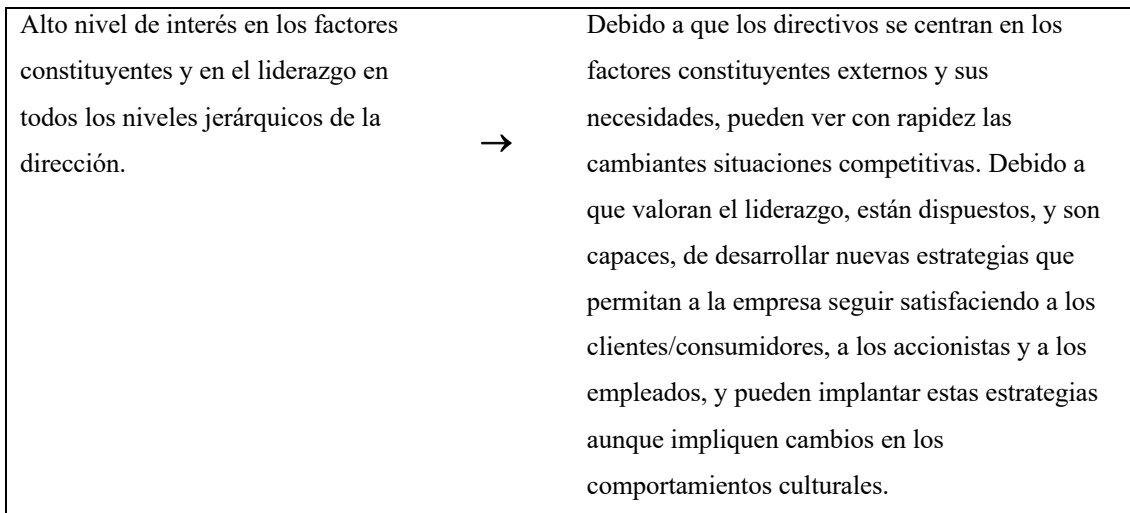 Alto nivel de interés en los factores
constituyentes y en el liderazgo en
todos los niveles jerárquicos de la
dirección.
→
Debido a que los directivos se centran en los
factores constituyentes externos y sus
necesidades, pueden ver con rapidez las
cambiantes situaciones competitivas. Debido a
que valoran el liderazgo, están dispuestos, y son
capaces, de desarrollar nuevas estrategias que
permitan a la empresa seguir satisfaciendo a los
clientes/consumidores, a los accionistas y a los
empleados, y pueden implantar estas estrategias
aunque impliquen cambios en los
comportamientos culturales.